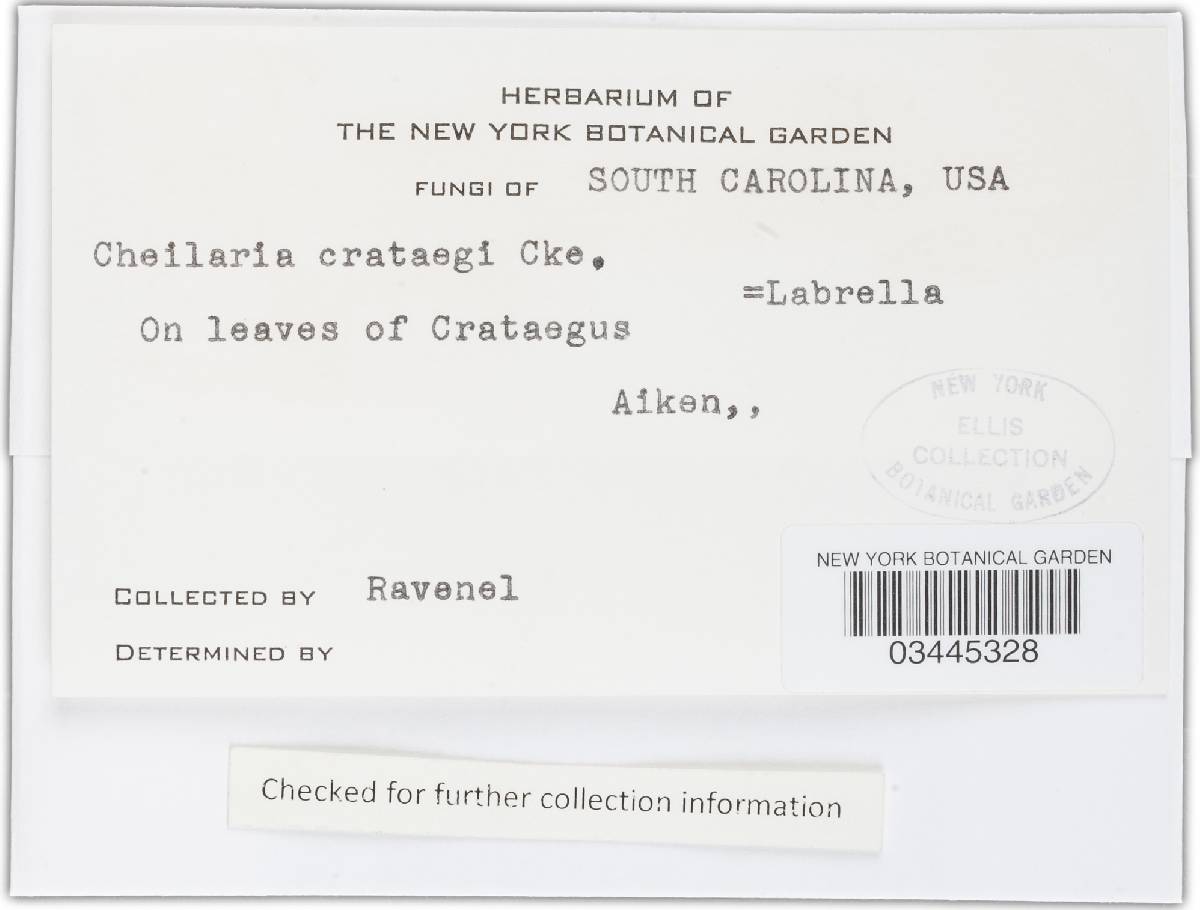 HERBARIUM OF
THE NEW YORK BOTANICAL GARDEN
FUNGI OF SOUTH CAROLINA, USA
Cheilaria crataegi Cke.
=Labrella
On leaves of Crataegus
Aiken,,
NEW YORK
ELLIS
COLLECTION
BOTANICAL GARDEN
COLLECTED BY Ravenel
DETERMINED BY
NEW YORK BOTANICAL GARDEN
03445328
Checked for further collection information